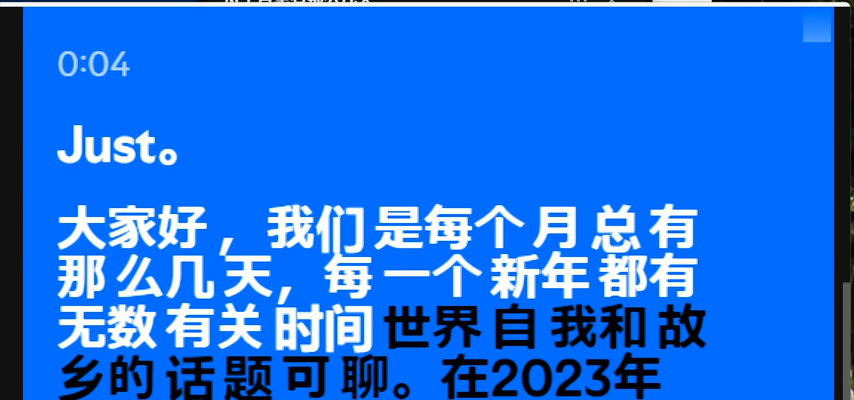 0:04
Just。
大家好，我们是每个月总有
那么几天，每一个新年都有
无数有关时间世界自我和故
乡的话题可聊。在2023年